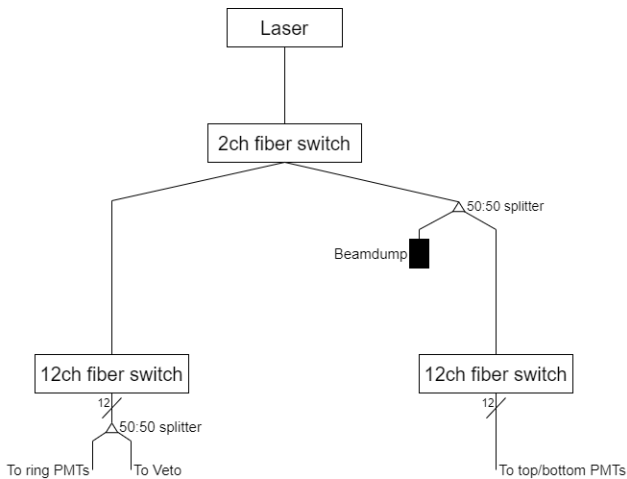 Laser
2ch fiber switch
50:50 splitter
Beamdump
12ch fiber switch
12ch fiber switch
12
12
50:50 splitter
To ring PMTs
To Veto
To top/bottom PMTs